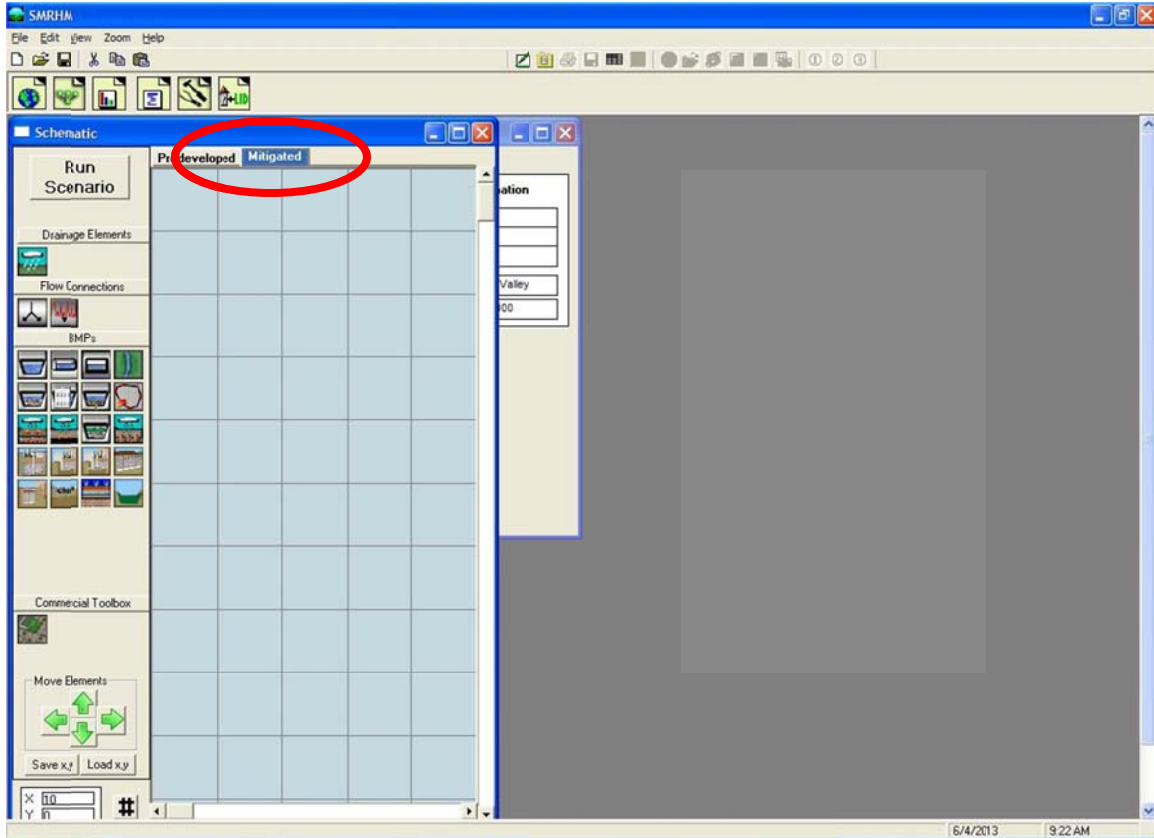 SMRHM
File Edit View Zoom Help
Schematic
Predeveloped Mitigated
Run
Scenario
Drainage Elements
Flow Connections
BMPs
Commercial Toolbox
Move Elements
Save x,y Load x,y
X 10
Y 0
#
ation
Valley
6/4/2013 9:22 AM